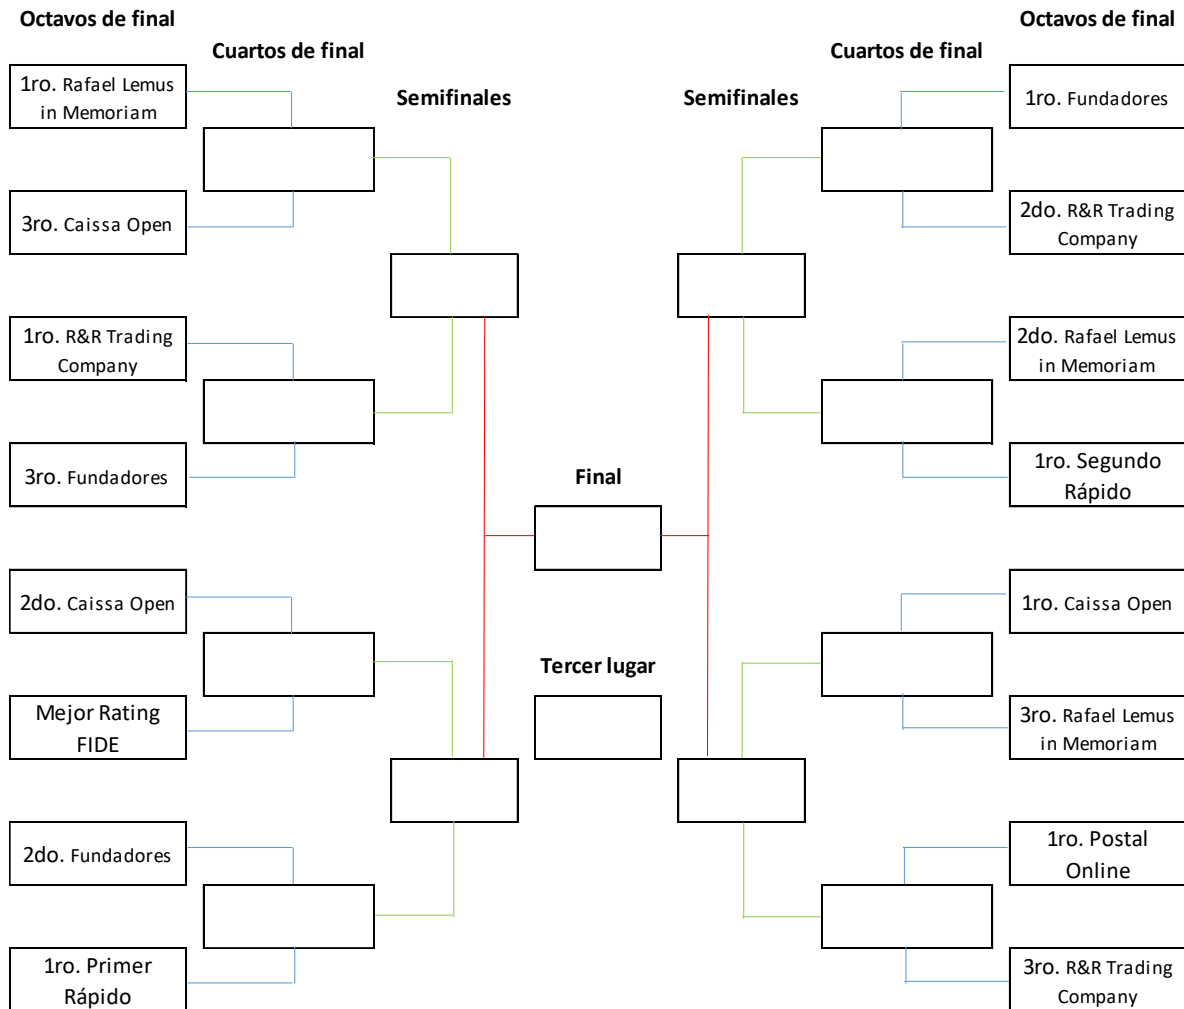 Octavos de final
Octavos de final
Cuartos de final
Cuartos de final
Semifinales
Semifinales
1ro. Rafael Lemus
in Memoriam
3ro. Caissa Open
1ro. R&R Trading
Company
3ro. Fundadores
2do. Caissa Open
Mejor Rating
FIDE
2do. Fundadores
1ro. Primer
Rápido
Final
Tercer lugar
1ro. Fundadores
2do. R&R Trading
Company
2do. Rafael Lemus
in Memoriam
1ro. Segundo
Rápido
1ro. Caissa Open
3ro. Rafael Lemus
in Memoriam
1ro. Postal
Online
3ro. R&R Trading
Company